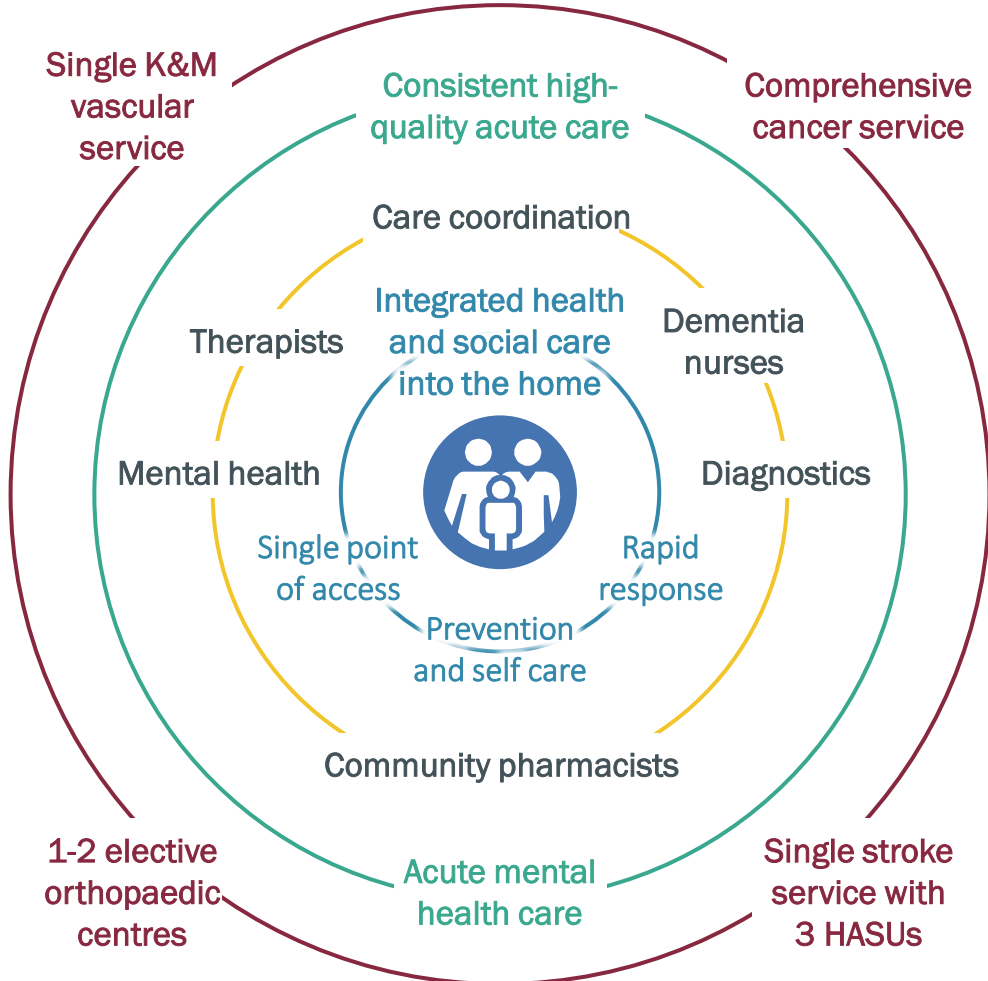 Single K&M
vascular
service
Consistent high-
quality acute care
Comprehensive
cancer service
Care coordination
Integrated health
and social care
into the home
Therapists
Dementia
nurses
Mental health
Diagnostics
Single point
of access
Rapid
response
Prevention
and self care
Community pharmacists
1-2 elective
orthopaedic
centres
Acute mental
health care
Single stroke
service with
3 HASUs